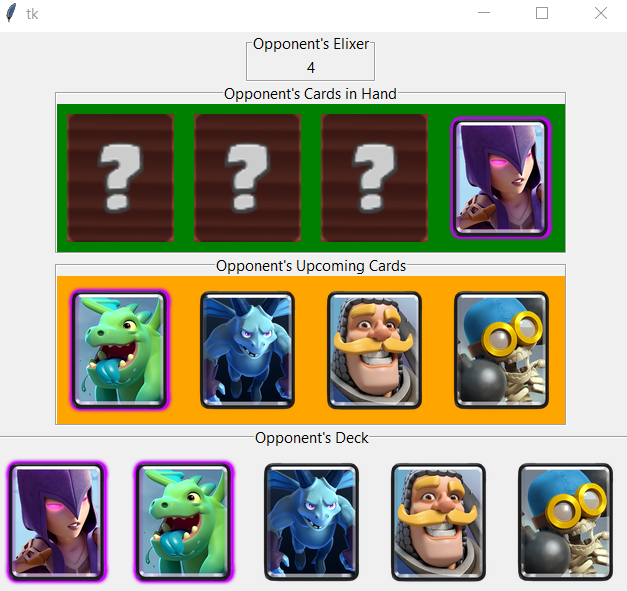 tk
Opponent's Elixer
4
Opponent's Cards in Hand
? ? ?
Opponent's Upcoming Cards
Opponent's Deck